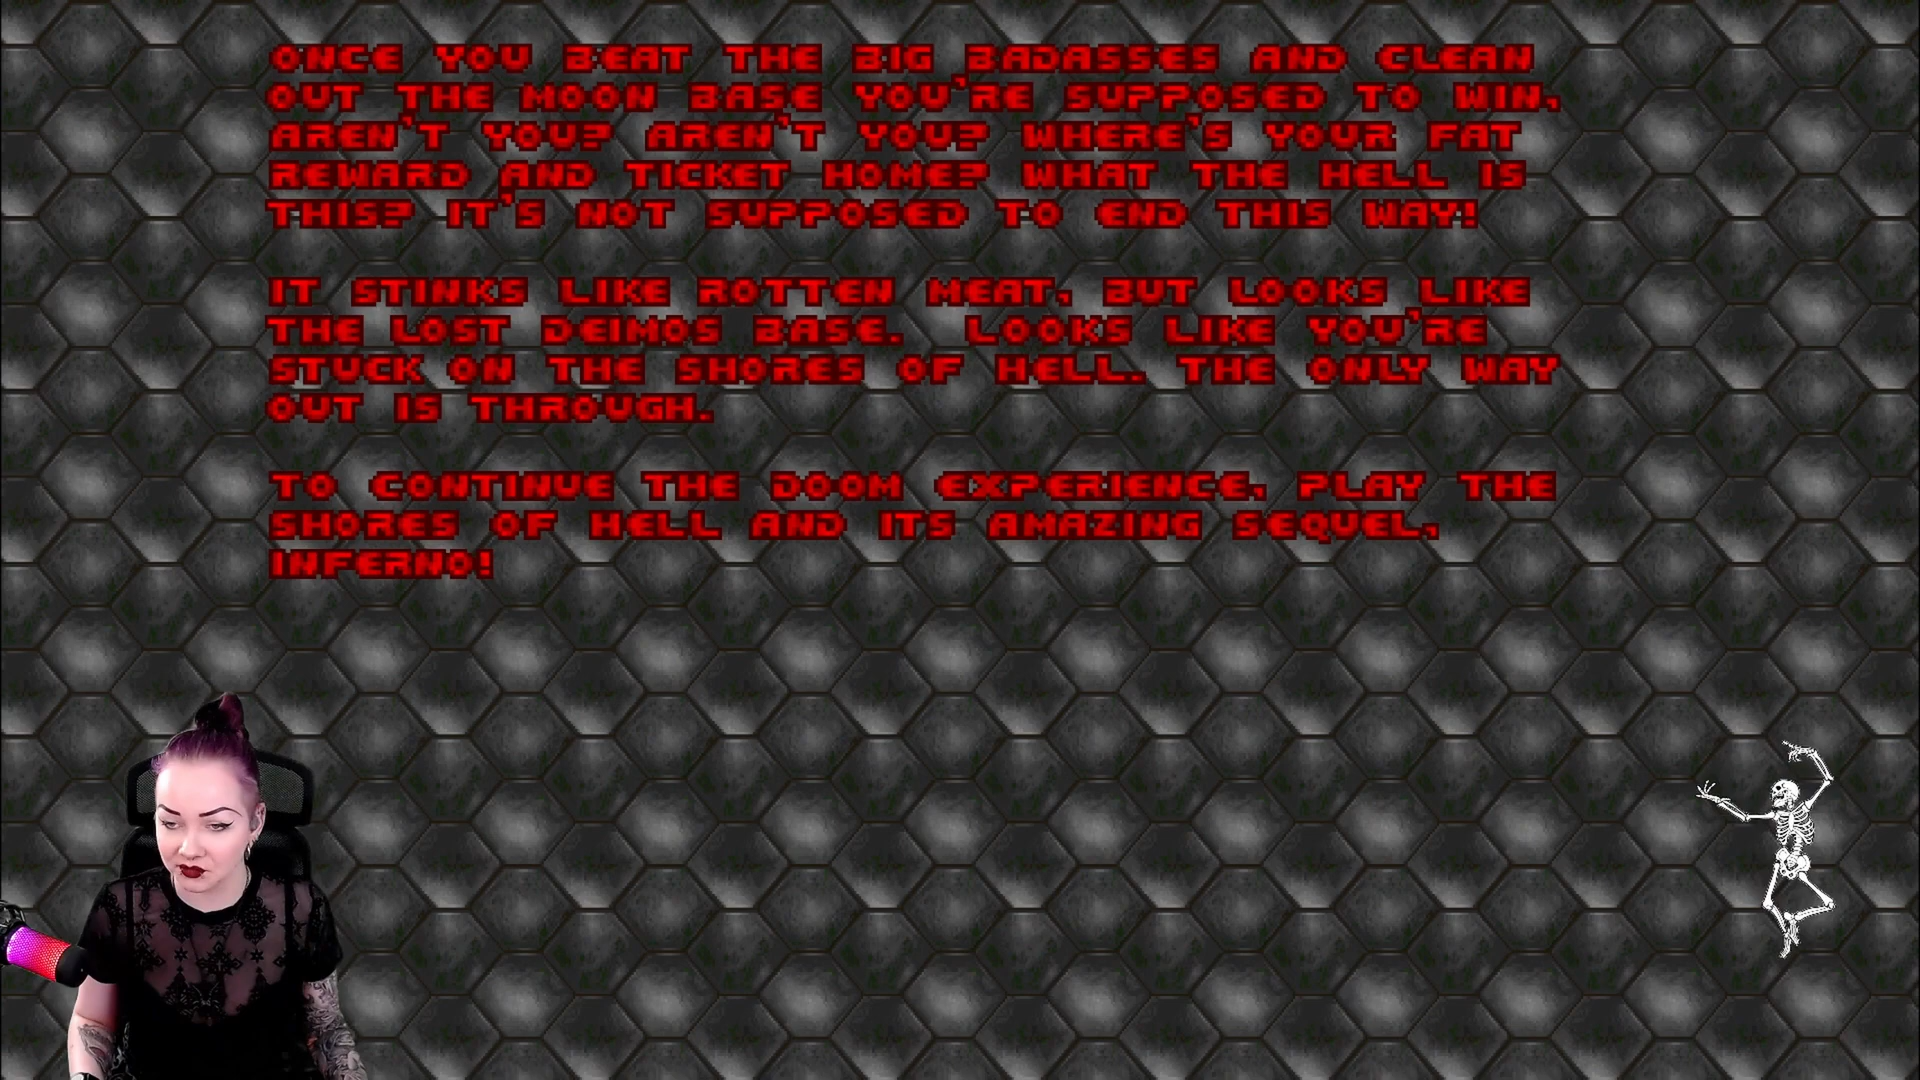 ONCE YOU BEAT THE BIG BADASSES AND CLEAN
OUT THE MOON BASE YOU'RE SUPPOSED TO WIN,
AREN'T YOU? AREN'T YOU? WHERE'S YOUR FAT
REWARD AND TICKET HOME? WHAT THE HELL IS
THIS? IT'S NOT SUPPOSED TO END THIS WAY!
IT STINKS LIKE ROTTEN MEAT, BUT LOOKS LIKE
THE LOST DEIMOS BASE.  LOOKS LIKE YOU'RE
STUCK ON THE SHORES OF HELL. THE ONLY WAY
OUT IS THROUGH.
TO CONTINUE THE DOOM EXPERIENCE, PLAY THE
SHORES OF HELL AND ITS AMAZING SEQUEL,
INFERNO!